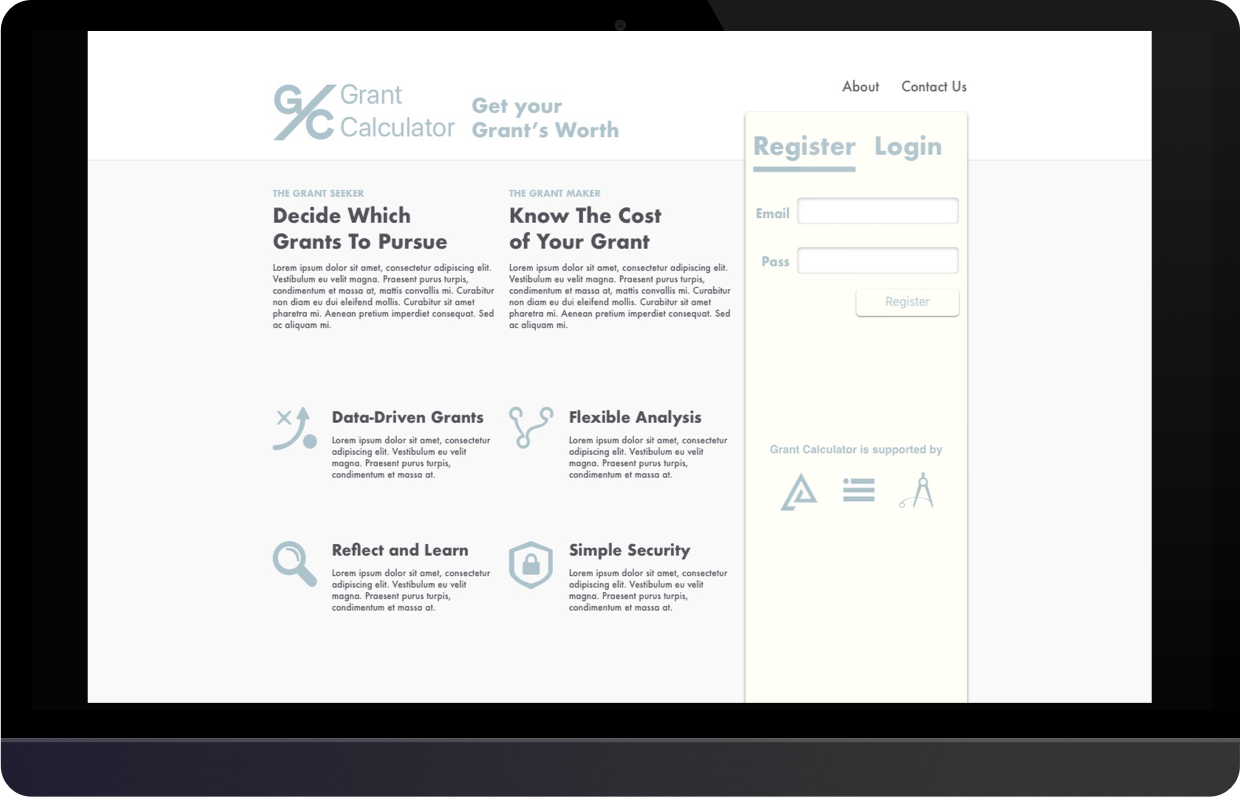 G/C
Grant
Calculator
Get your
Grant's Worth
About
Contact Us
Register
Login
THE GRANT SEEKER
Decide Which
Grants To Pursue
Lorem ipsum dolor sit amet, consectetur adipiscing elit.
Vestibulum eu velit magna. Praesent purus turpis,
condimentum et massa at, mattis convallis mi. Curabitur
non diam eu dui eleifend mollis. Curabitur sit amet
pharetra mi. Aenean pretium imperdiet consequat. Sed
ac aliquam mi.
THE GRANT MAKER
Know The Cost
of Your Grant
Lorem ipsum dolor sit amet, consectetur adipiscing elit.
Vestibulum eu velit magna. Praesent purus turpis,
condimentum et massa at, mattis convallis mi. Curabitur
non diam eu dui eleifend mollis. Curabitur sit amet
pharetra mi. Aenean pretium imperdiet consequat. Sed
ac aliquam mi.
Email
Pass
Register
Data-Driven Grants
Lorem ipsum dolor sit amet, consectetur
adipiscing elit. Vestibulum eu velit
magna. Praesent purus turpis,
condimentum et massa at.
Flexible Analysis
Lorem ipsum dolor sit amet, consectetur
adipiscing elit. Vestibulum eu velit
magna. Praesent purus turpis,
condimentum et massa at.
Grant Calculator is supported by
Reflect and Learn
Lorem ipsum dolor sit amet, consectetur
adipiscing elit. Vestibulum eu velit
magna. Praesent purus turpis,
condimentum et massa at.
Simple Security
Lorem ipsum dolor sit amet, consectetur
adipiscing elit. Vestibulum eu velit
magna. Praesent purus turpis,
condimentum et massa at.